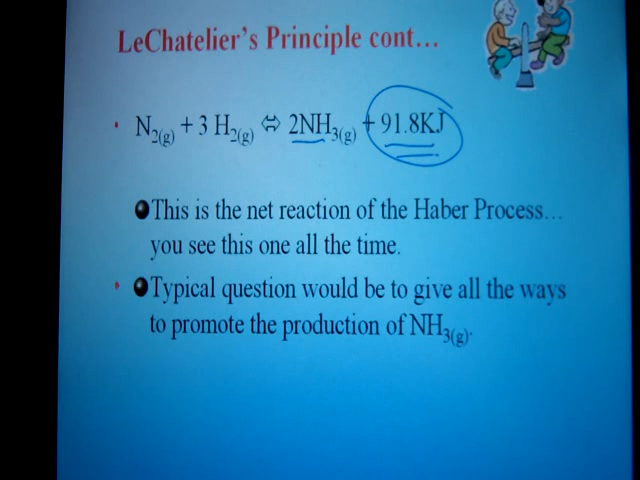 LeChatelier's Principle cont...
N2(g) + 3 H2(g) ⇔ 2NH3(g) + 91.8KJ
This is the net reaction of the Haber Process...
you see this one all the time.
Typical question would be to give all the ways
to promote the production of NH3(g).